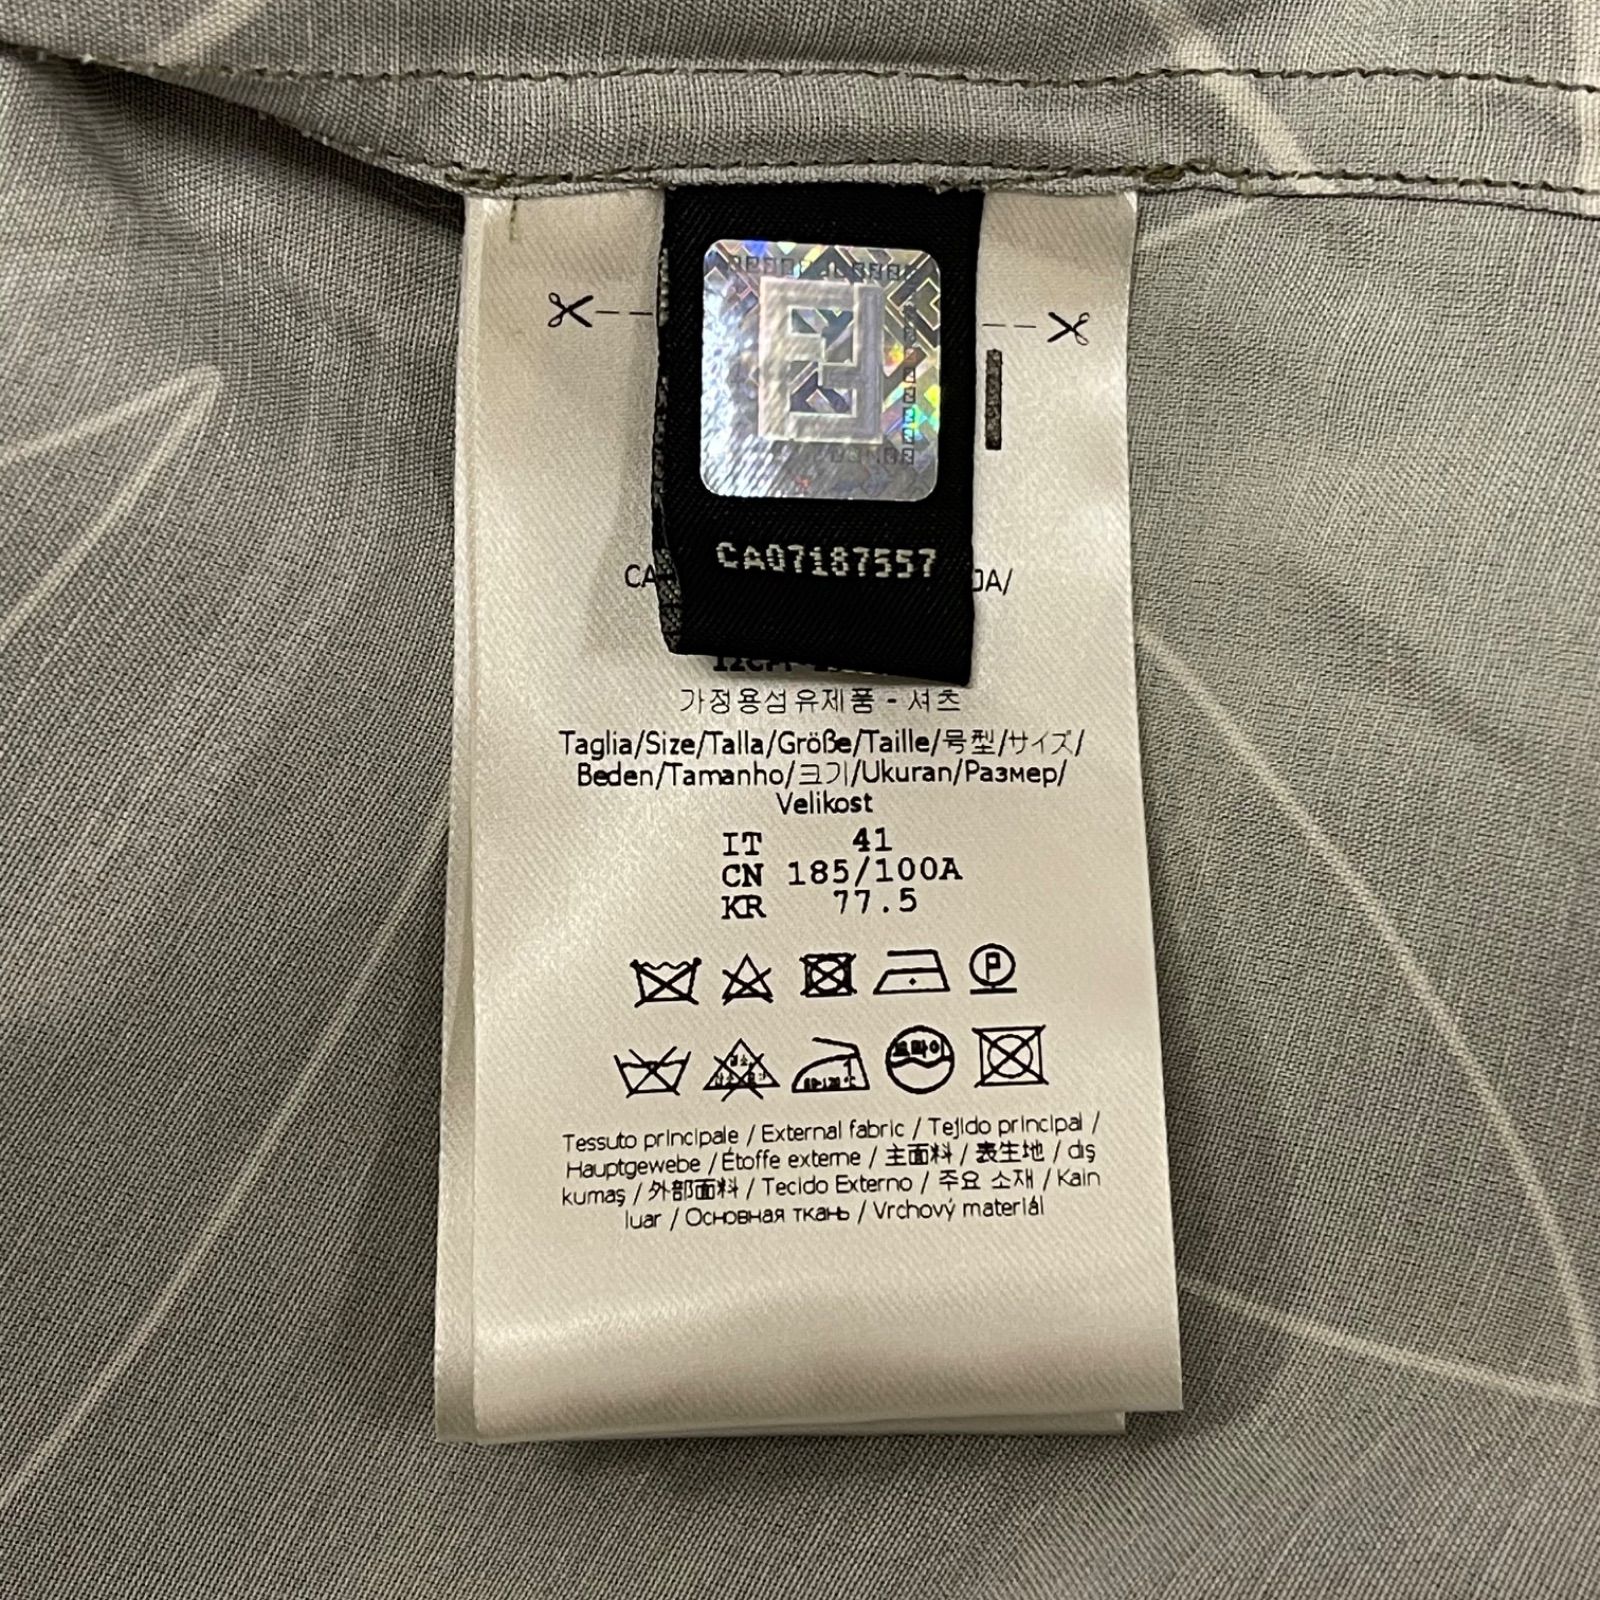 CA07187557
가정용섬유제품 - 셔츠
Taglia/Size/Talla/Größe/Taille/号型/サイズ/
Beden/Tamanho/크기/Ukuran/Размер/
Velikost
IT 41
CN 185/100A
KR 77.5
P
드라이
Tessuto principale / External fabric / Tejido principal /
Hauptgewebe / Étoffe externe / 主面料 / 表生地 / dış
kumaş / 外部面料 / Tecido Externo / 주요 소재 / Kain
luar / Основная ткань / Vrchový materiál